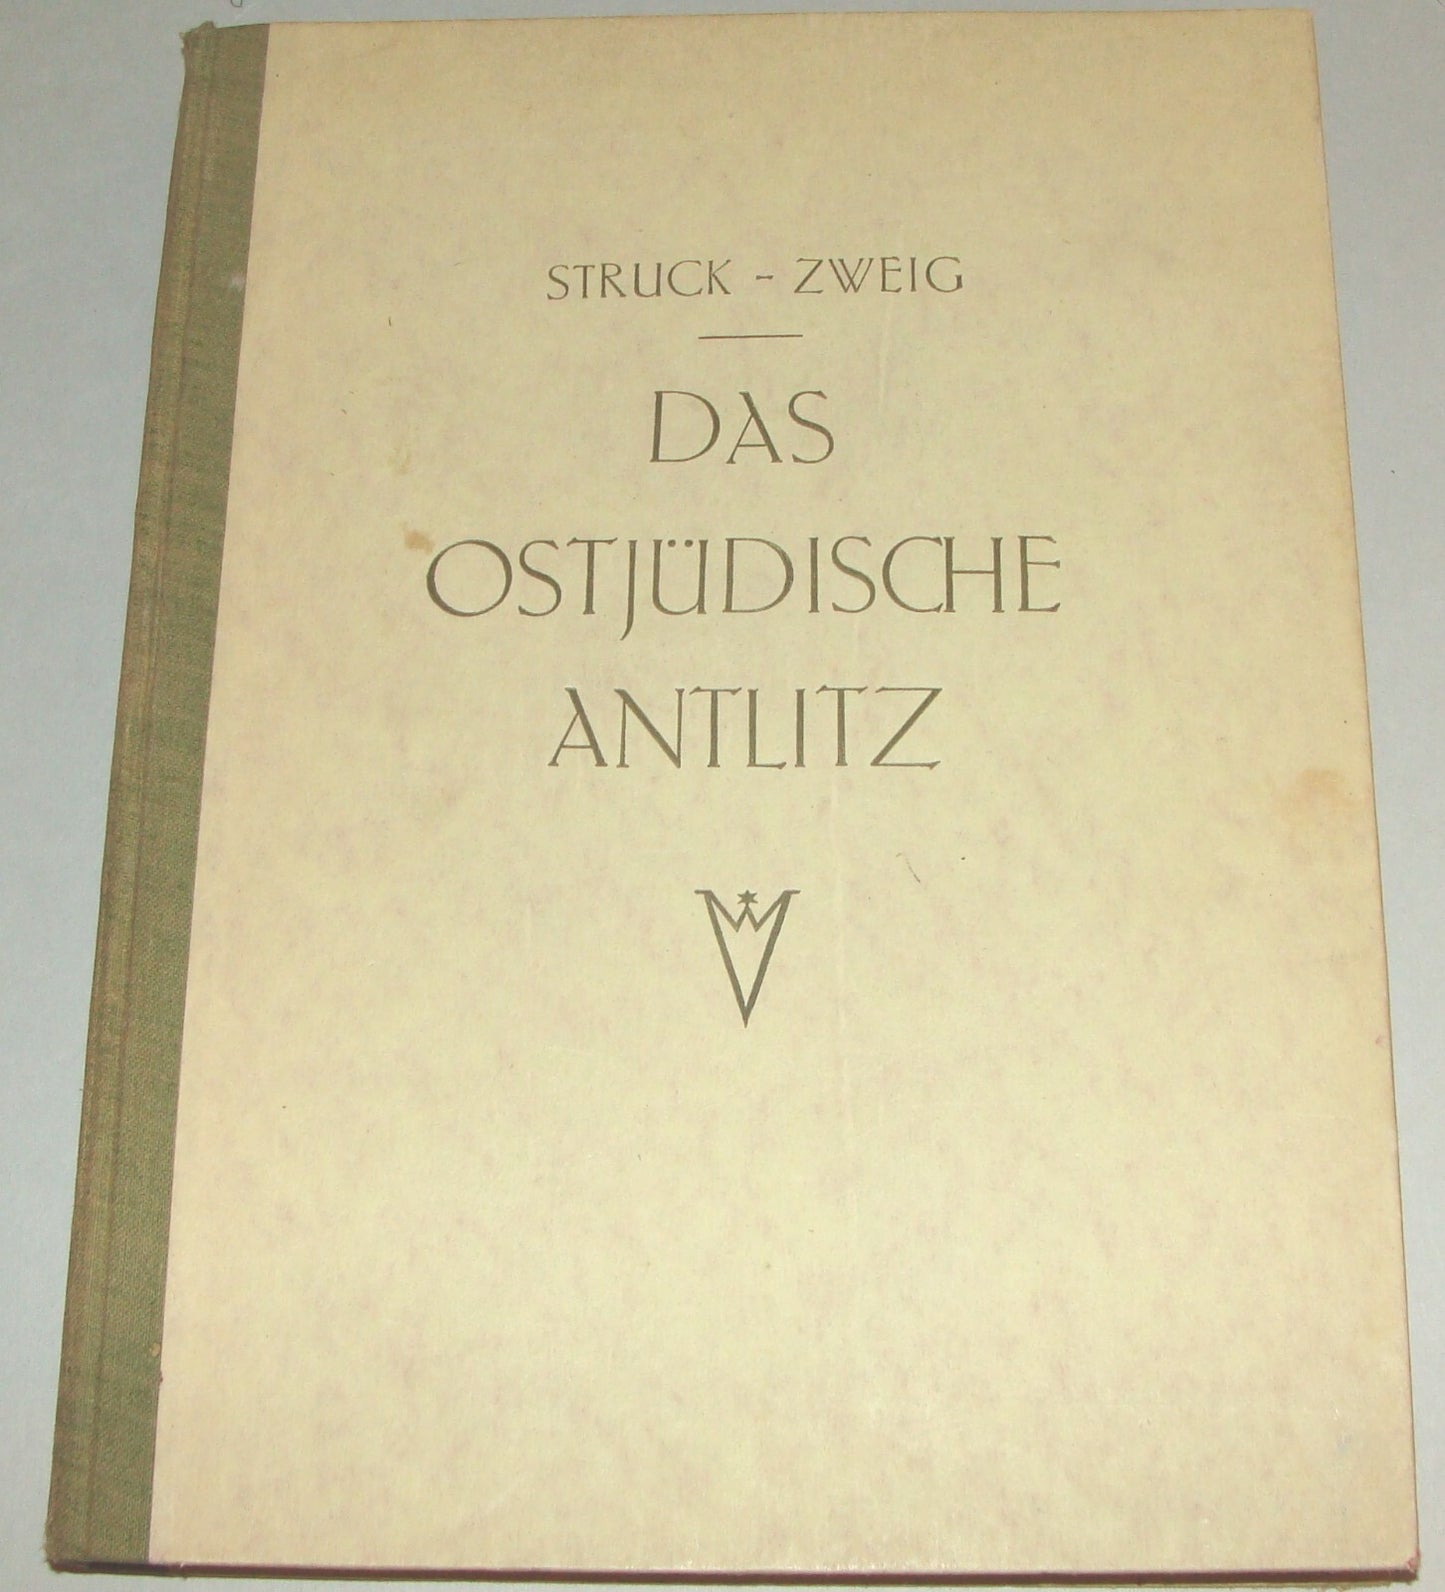 STRUCK - ZWEIG
DAS
OSTJÜDISCHE
ANTLITZ